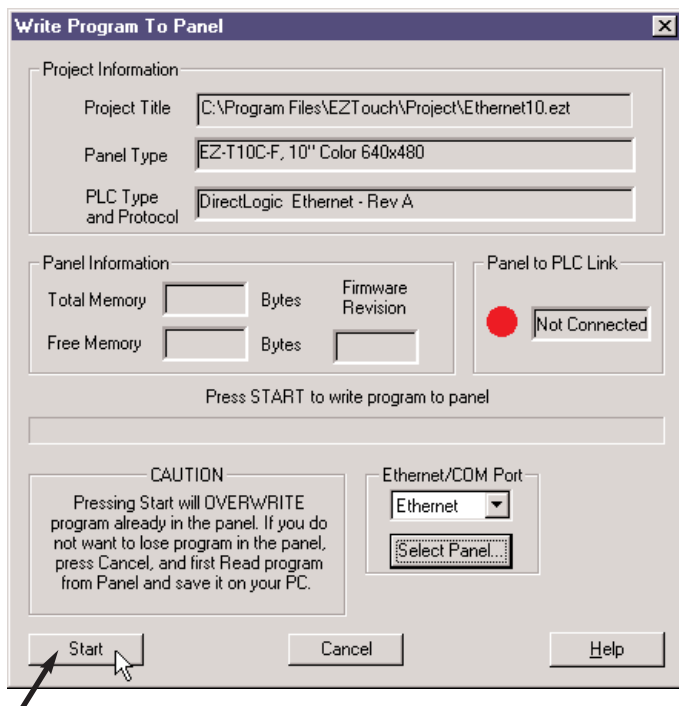 Write Program To Panel
Project Information
Project Title C:\Program Files\EZTouch\Project\Ethernet10.ezt
Panel Type EZ-T10C-F, 10'' Color 640x480
PLC Type
and Protocol DirectLogic Ethernet - Rev A
Panel Information
Total Memory Bytes Firmware
Revision
Free Memory Bytes
Panel to PLC Link
Not Connected
Press START to write program to panel
CAUTION
Pressing Start will OVERWRITE
program already in the panel. If you do
not want to lose program in the panel,
press Cancel, and first Read program
from Panel and save it on your PC.
Ethernet/COM Port
Ethernet
Select Panel...
Start Cancel Help